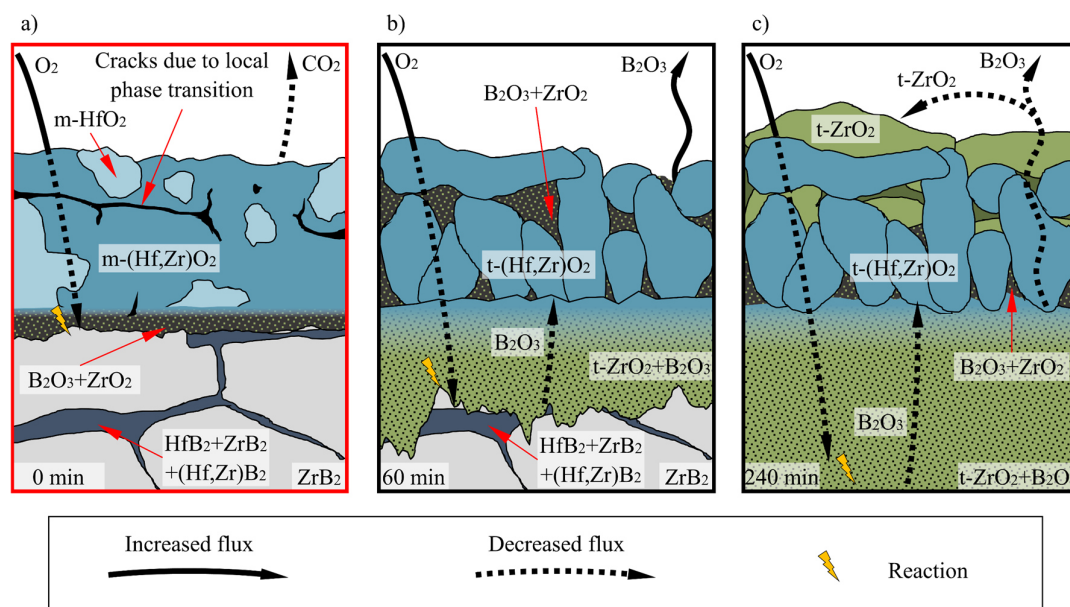 a)
O₂
Cracks due to local
phase transition
CO₂
m-HfO₂
m-(Hf,Zr)O₂
B₂O₃+ZrO₂
HfB₂+ZrB₂
+(Hf,Zr)B₂
0 min
ZrB₂
b)
O₂
B₂O₃
B₂O₃+ZrO₂
t-(Hf,Zr)O₂
B₂O₃
t-ZrO₂+B₂O₃
HfB₂+ZrB₂
+(Hf,Zr)B₂
60 min
ZrB₂
c)
O₂
B₂O₃
t-ZrO₂
t-ZrO₂
t-(Hf,Zr)O₂
B₂O₃+ZrO₂
B₂O₃
240 min
t-ZrO₂+B₂O
Increased flux
Decreased flux
Reaction